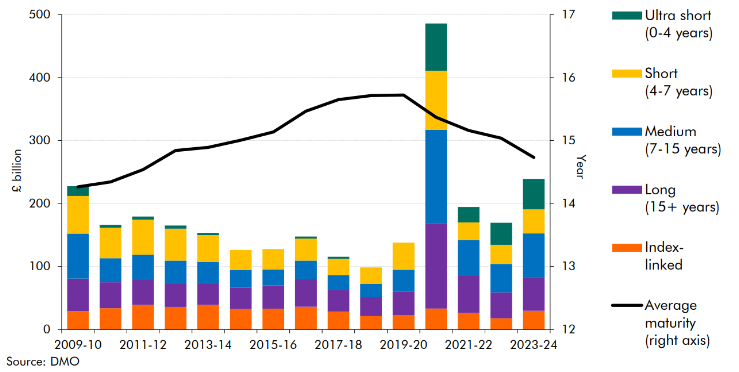 500
400
300
200
100
0
£ billion
17
16
15
14
13
12
Year
2009-10 2011-12 2013-14 2015-16 2017-18 2019-20 2021-22 2023-24
Source: DMO
Ultra short
(0-4 years)
Short
(4-7 years)
Medium
(7-15 years)
Long
(15+ years)
Index-
linked
Average
maturity
(right axis)